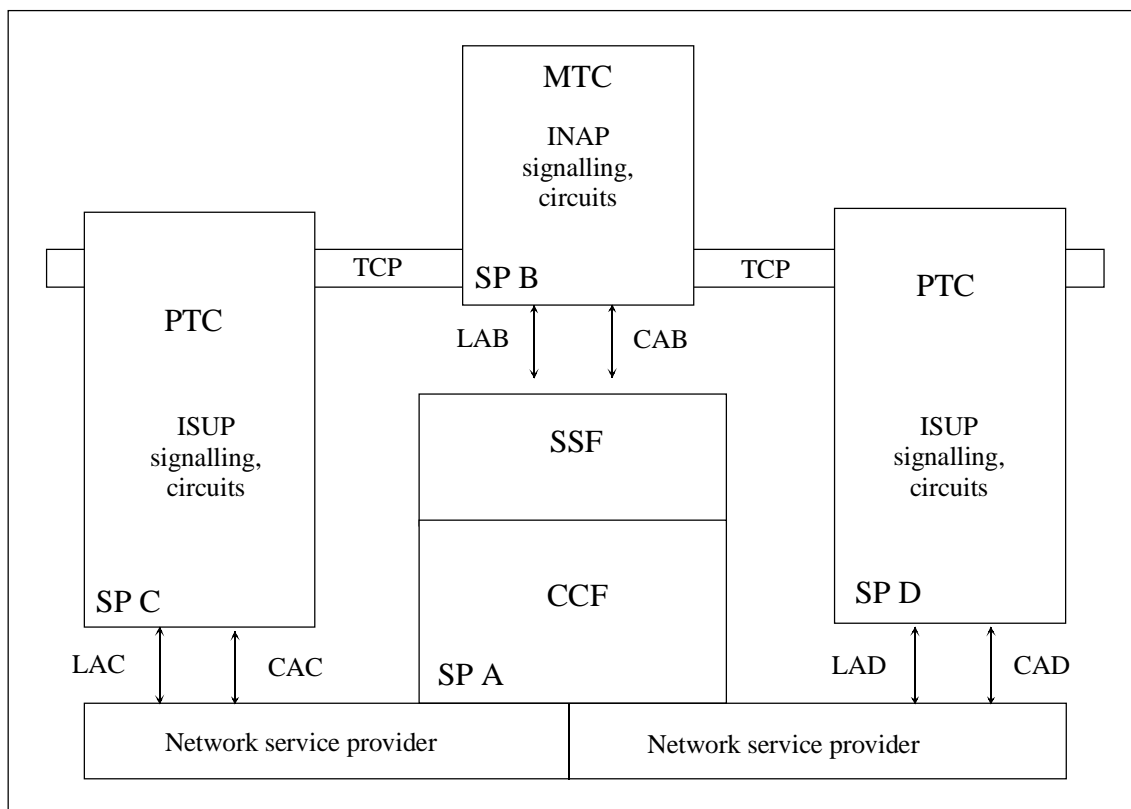 MTC
INAP
signalling,
circuits
SP B
TCP
TCP
PTC
ISUP
signalling,
circuits
SP C
PTC
ISUP
signalling,
circuits
SP D
LAB
CAB
SSF
CCF
SP A
LAC
CAC
LAD
CAD
Network service provider
Network service provider